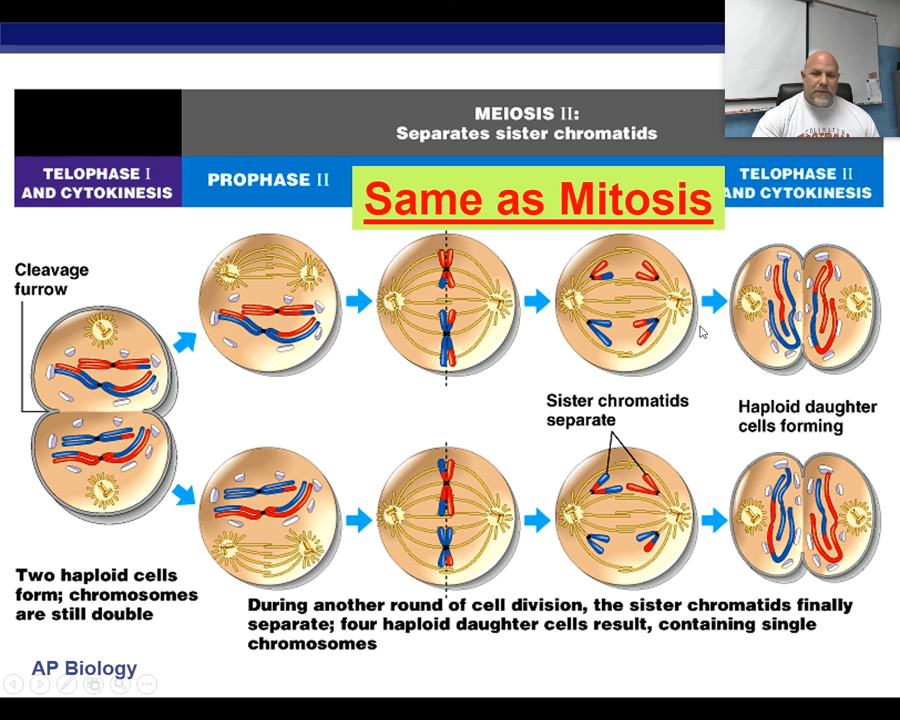 MEIOSIS II:
Separates sister chromatids
TELOPHASE I
AND CYTOKINESIS
PROPHASE II
Same as Mitosis
TELOPHASE II
AND CYTOKINESIS
Cleavage
furrow
Sister chromatids
separate
Haploid daughter
cells forming
Two haploid cells
form; chromosomes
are still double
During another round of cell division, the sister chromatids finally
separate; four haploid daughter cells result, containing single
chromosomes
AP Biology